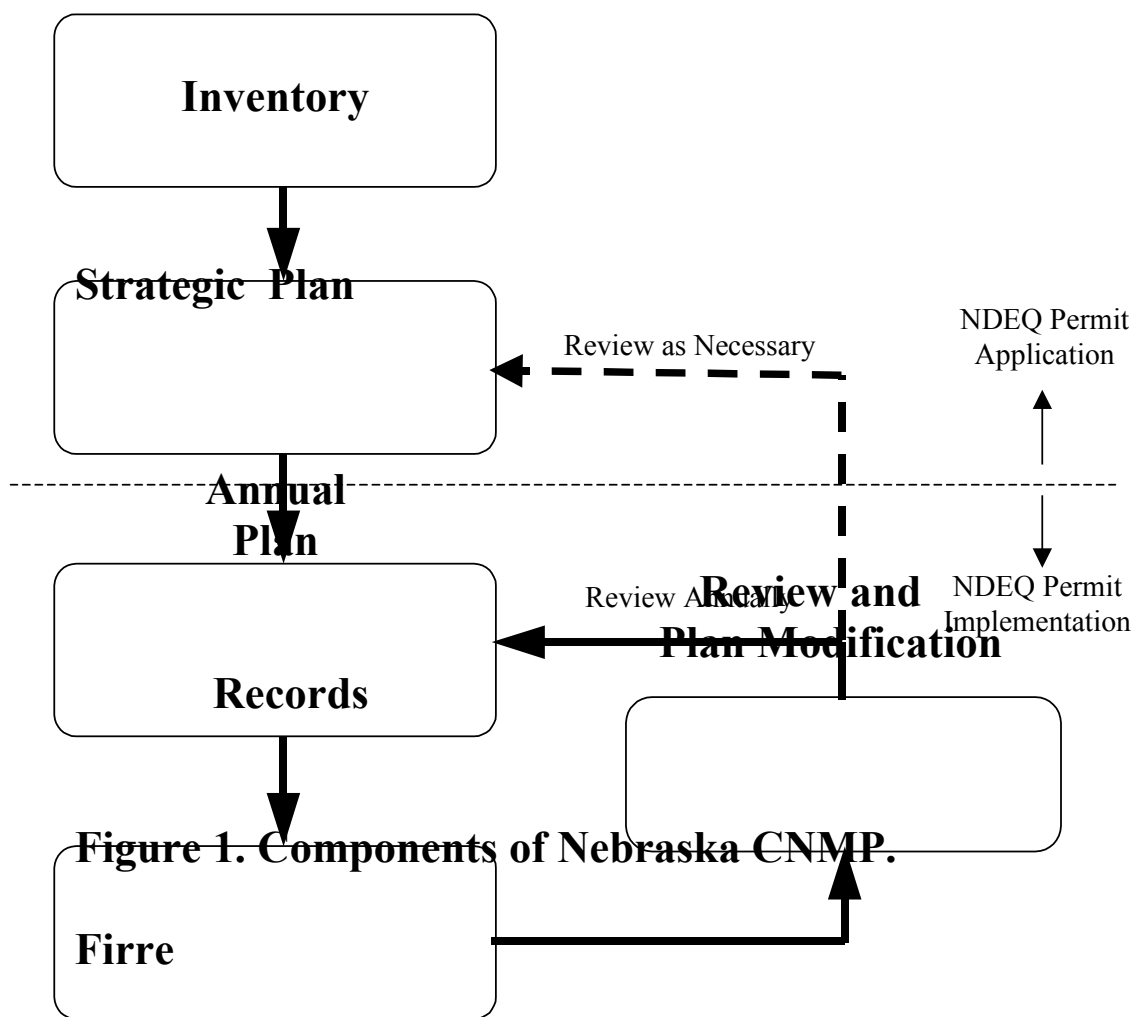 Inventory
Strategic Plan
Review as Necessary
NDEQ Permit
Application
Annual
Plan
Review Annually
Review and
Plan Modification
NDEQ Permit
Implementation
Records
Figure 1. Components of Nebraska CNMP.
Firre